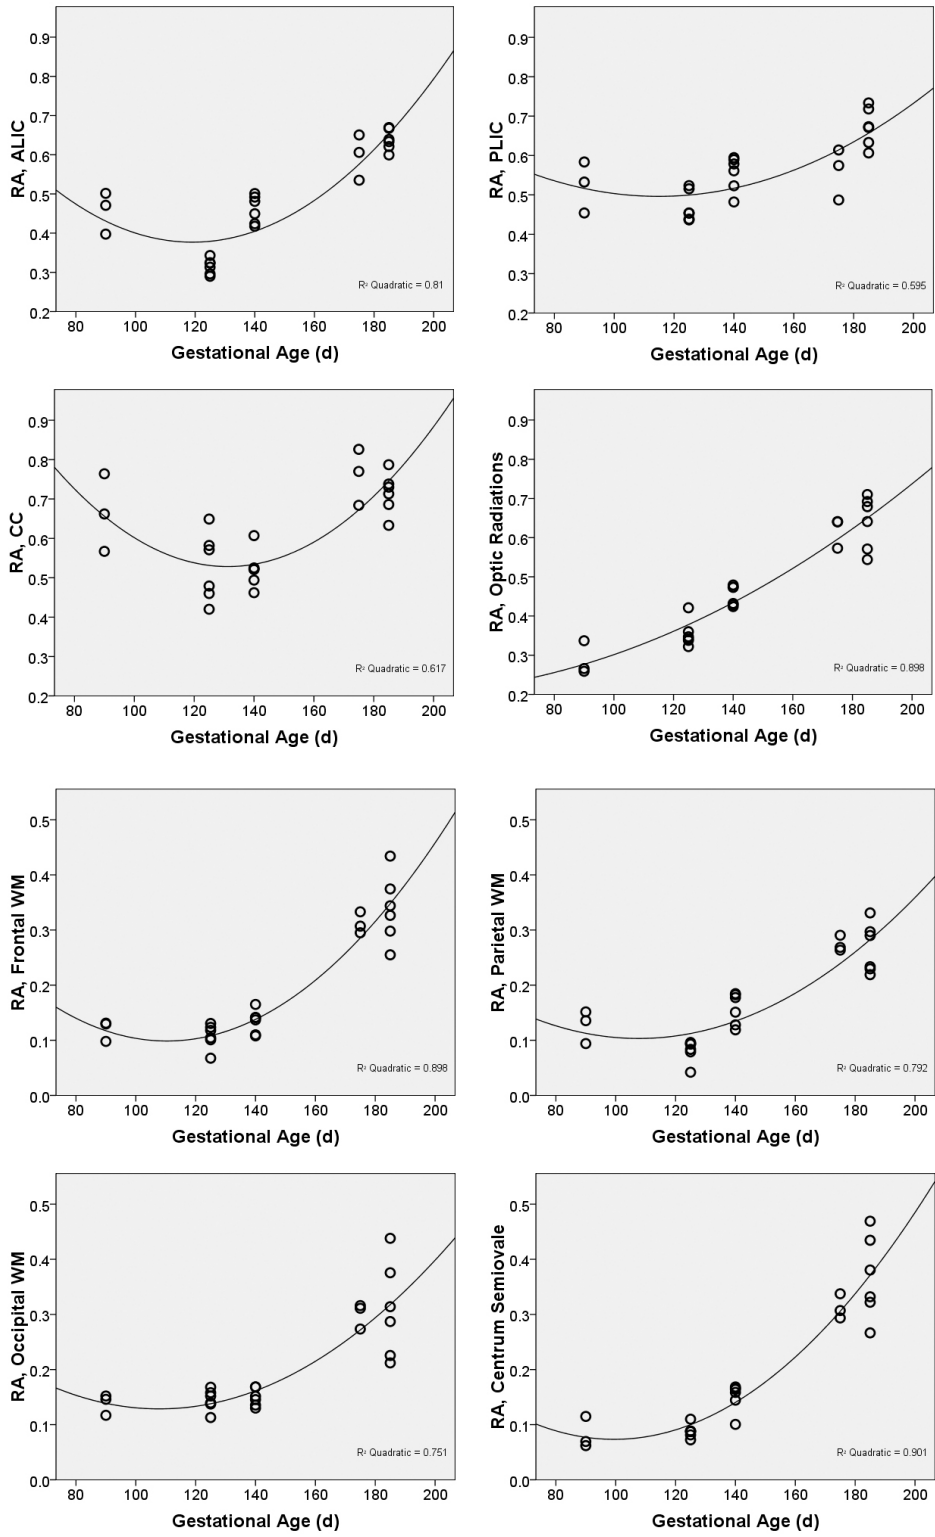 RA, ALIC
0.9
0.8
0.7
0.6
0.5
0.4
0.3
0.2
R² Quadratic = 0.81
80 100 120 140 160 180 200
Gestational Age (d)
RA, PLIC
0.9
0.8
0.7
0.6
0.5
0.4
0.3
0.2
R² Quadratic = 0.595
80 100 120 140 160 180 200
Gestational Age (d)
RA, CC
0.9
0.8
0.7
0.6
0.5
0.4
0.3
0.2
R² Quadratic = 0.617
80 100 120 140 160 180 200
Gestational Age (d)
RA, Optic Radiations
0.9
0.8
0.7
0.6
0.5
0.4
0.3
0.2
R² Quadratic = 0.898
80 100 120 140 160 180 200
Gestational Age (d)
RA, Frontal WM
0.5
0.4
0.3
0.2
0.1
0.0
R² Quadratic = 0.898
80 100 120 140 160 180 200
Gestational Age (d)
RA, Parietal WM
0.5
0.4
0.3
0.2
0.1
0.0
R² Quadratic = 0.792
80 100 120 140 160 180 200
Gestational Age (d)
RA, Occipital WM
0.5
0.4
0.3
0.2
0.1
0.0
R² Quadratic = 0.751
80 100 120 140 160 180 200
Gestational Age (d)
RA, Centrum Semiovale
0.5
0.4
0.3
0.2
0.1
0.0
R² Quadratic = 0.901
80 100 120 140 160 180 200
Gestational Age (d)